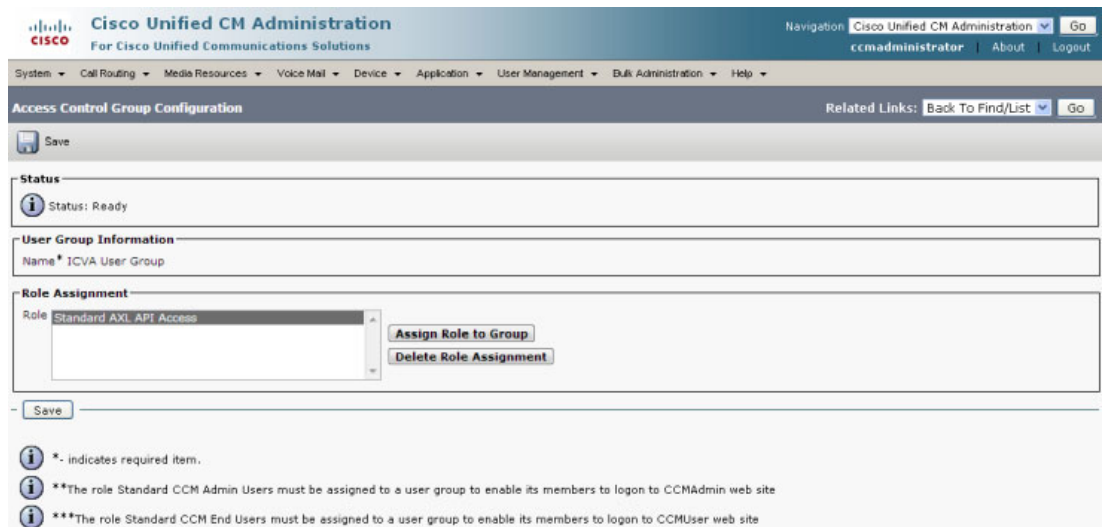 CISCO
Cisco Unified CM Administration
For Cisco Unified Communications Solutions
Navigation Cisco Unified CM Administration Go
ccmadministrator | About | Logout
System Call Routing Media Resources Voice Mail Device Application User Management Bulk Administration Help
Access Control Group Configuration
Related Links: Back To Find/List Go
Save
Status
Status: Ready
User Group Information
Name* ICVA User Group
Role Assignment
Role Standard AXL API Access
Assign Role to Group
Delete Role Assignment
Save
*- indicates required item.
**The role Standard CCM Admin Users must be assigned to a user group to enable its members to logon to CCMAdmin web site
***The role Standard CCM End Users must be assigned to a user group to enable its members to logon to CCMUser web site